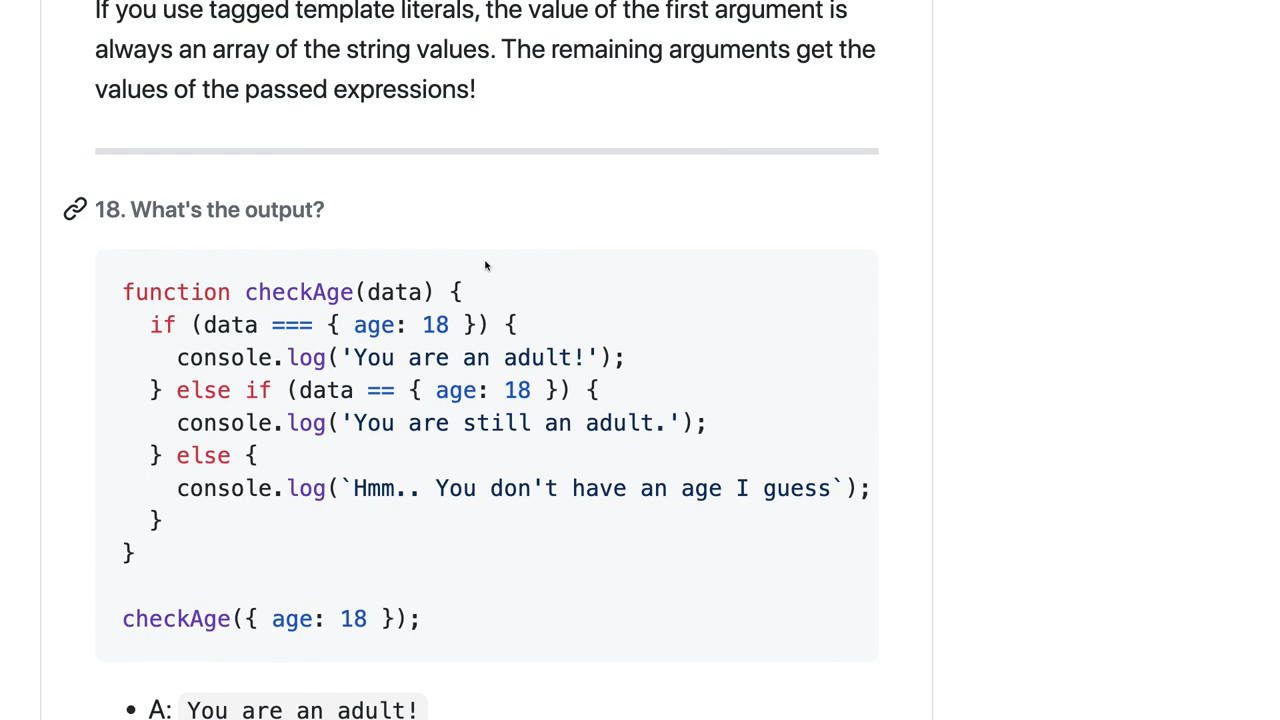 If you use tagged template literals, the value of the first argument is
always an array of the string values. The remaining arguments get the
values of the passed expressions!
18. What's the output?
function checkAge(data) {
  if (data === { age: 18 }) {
    console.log('You are an adult!');
  } else if (data == { age: 18 }) {
    console.log('You are still an adult.');
  } else {
    console.log(`Hmm.. You don't have an age I guess`);
  }
}
checkAge({ age: 18 });
• A: You are an adult!